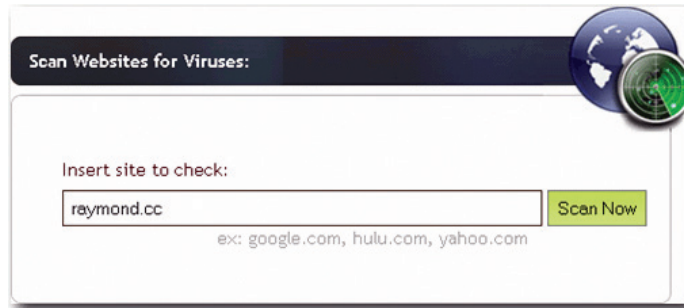 Scan Websites for Viruses:
Insert site to check:
raymond.cc
Scan Now
ex: google.com, hulu.com, yahoo.com